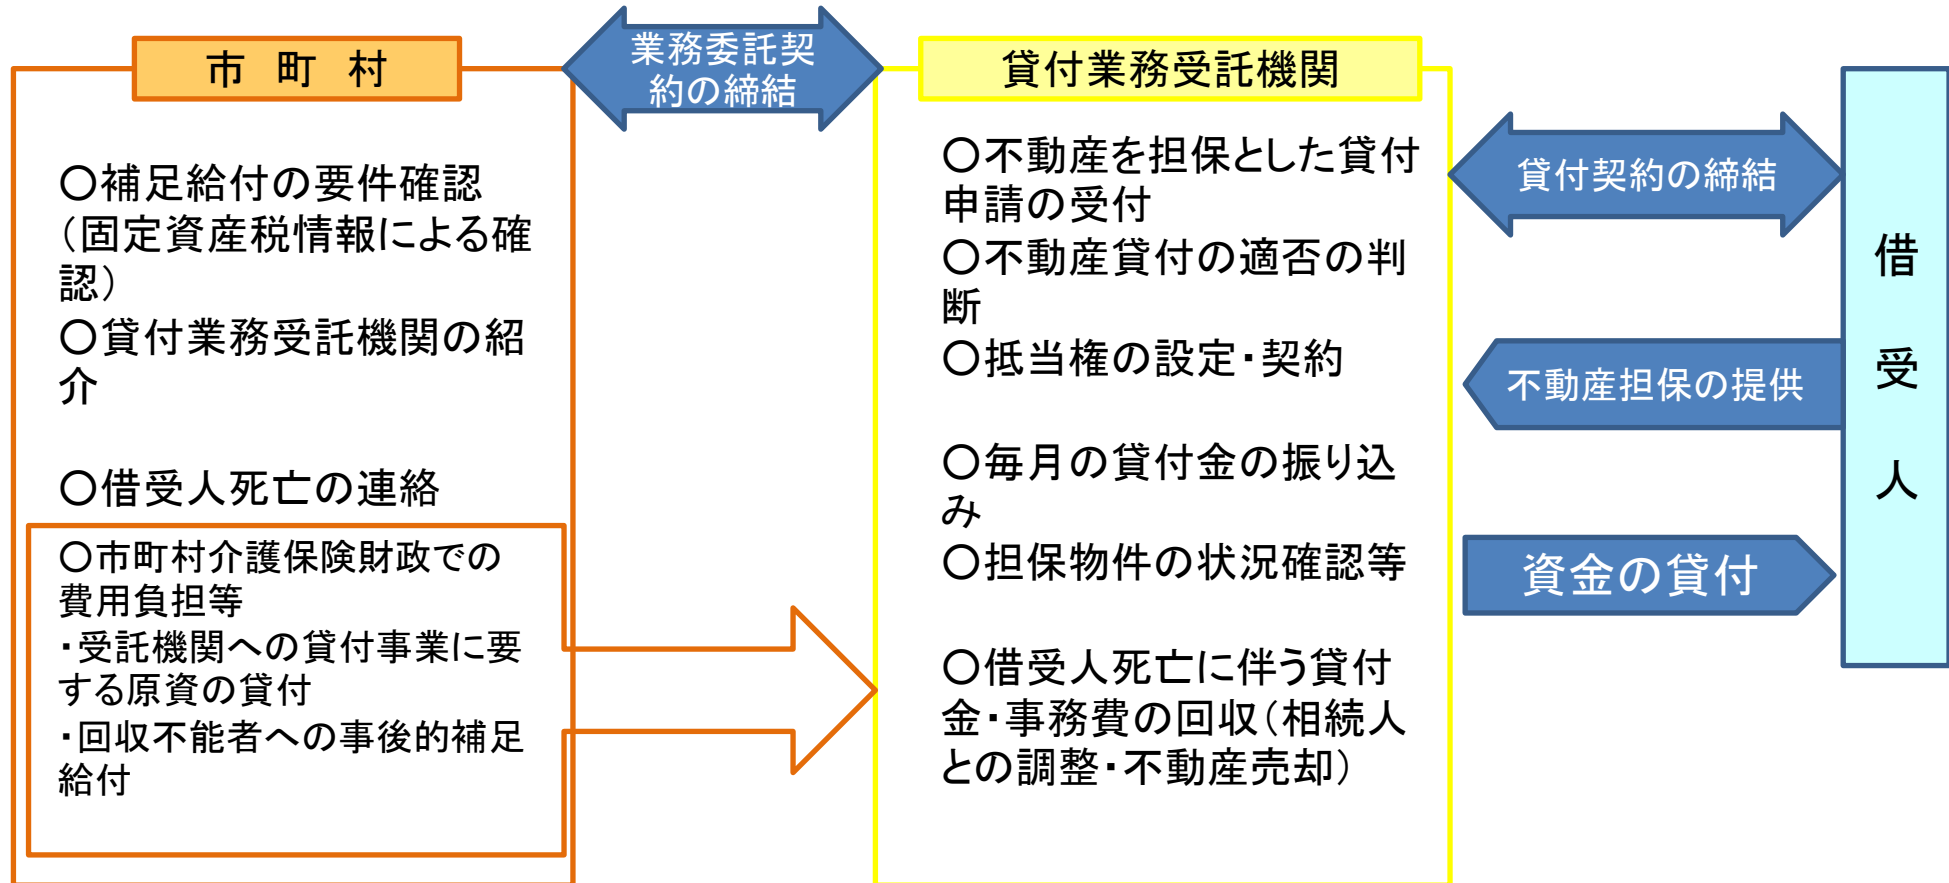 市　町　村
〇補足給付の要件確認
（固定資産税情報による確
認）
〇貸付業務受託機関の紹
介
〇借受人死亡の連絡
〇市町村介護保険財政での
費用負担等
・受託機関への貸付事業に要
する原資の貸付
・回収不能者への事後的補足
給付
業務委託契
約の締結
貸付業務受託機関
〇不動産を担保とした貸付
申請の受付
〇不動産貸付の適否の判
断
〇抵当権の設定・契約
〇毎月の貸付金の振り込
み
〇担保物件の状況確認等
〇借受人死亡に伴う貸付
金・事務費の回収（相続人
との調整・不動産売却）
貸付契約の締結
不動産担保の提供
資金の貸付
借
受
人